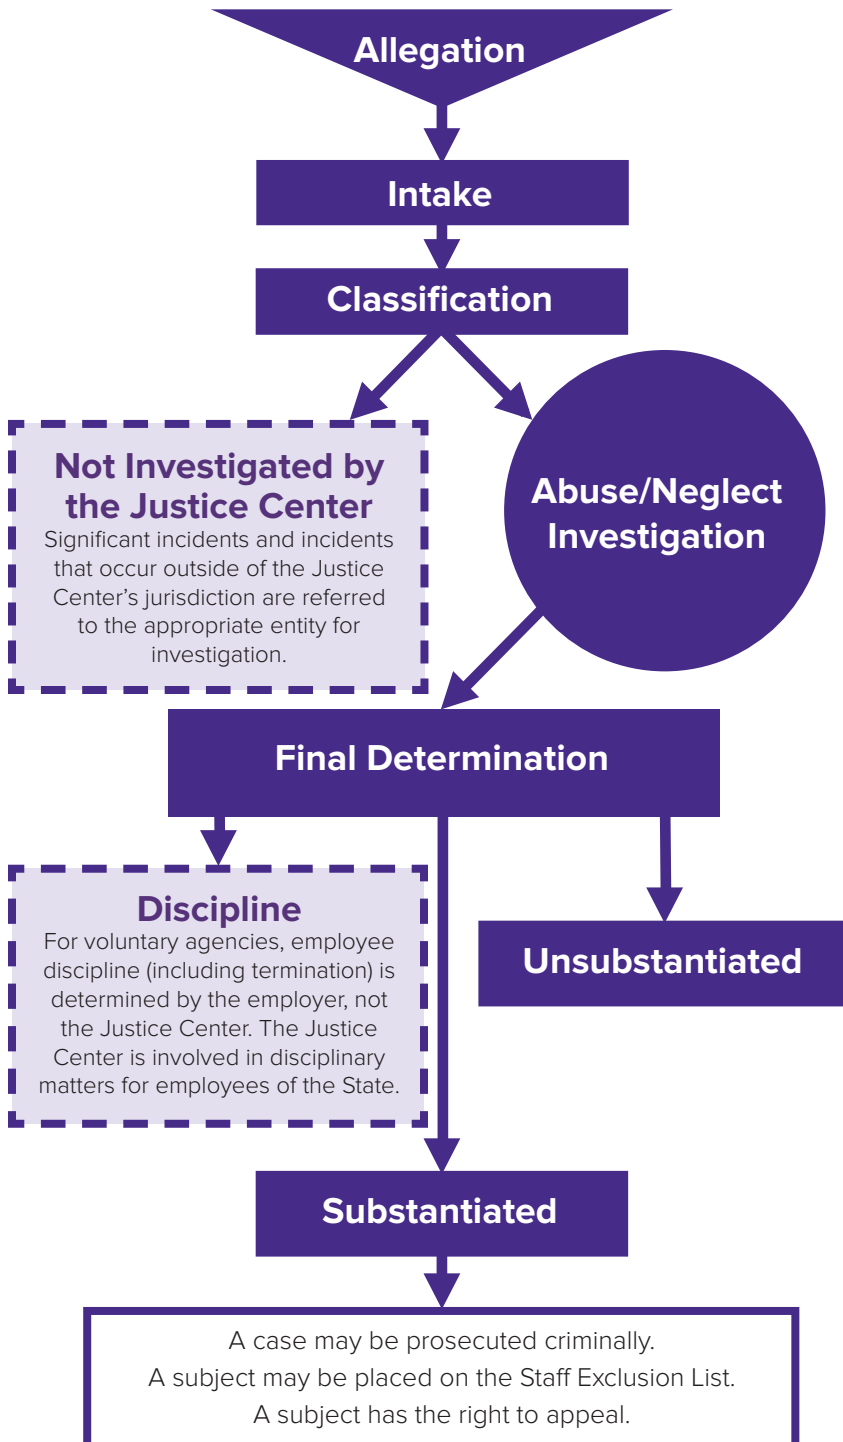 Allegation
Intake
Classification
Not Investigated by
the Justice Center
Significant incidents and incidents
that occur outside of the Justice
Center’s jurisdiction are referred
to the appropriate entity for
investigation.
Abuse/Neglect
Investigation
Final Determination
Discipline
For voluntary agencies, employee
discipline (including termination) is
determined by the employer, not
the Justice Center. The Justice
Center is involved in disciplinary
matters for employees of the State.
Unsubstantiated
Substantiated
A case may be prosecuted criminally.
A subject may be placed on the Staff Exclusion List.
A subject has the right to appeal.